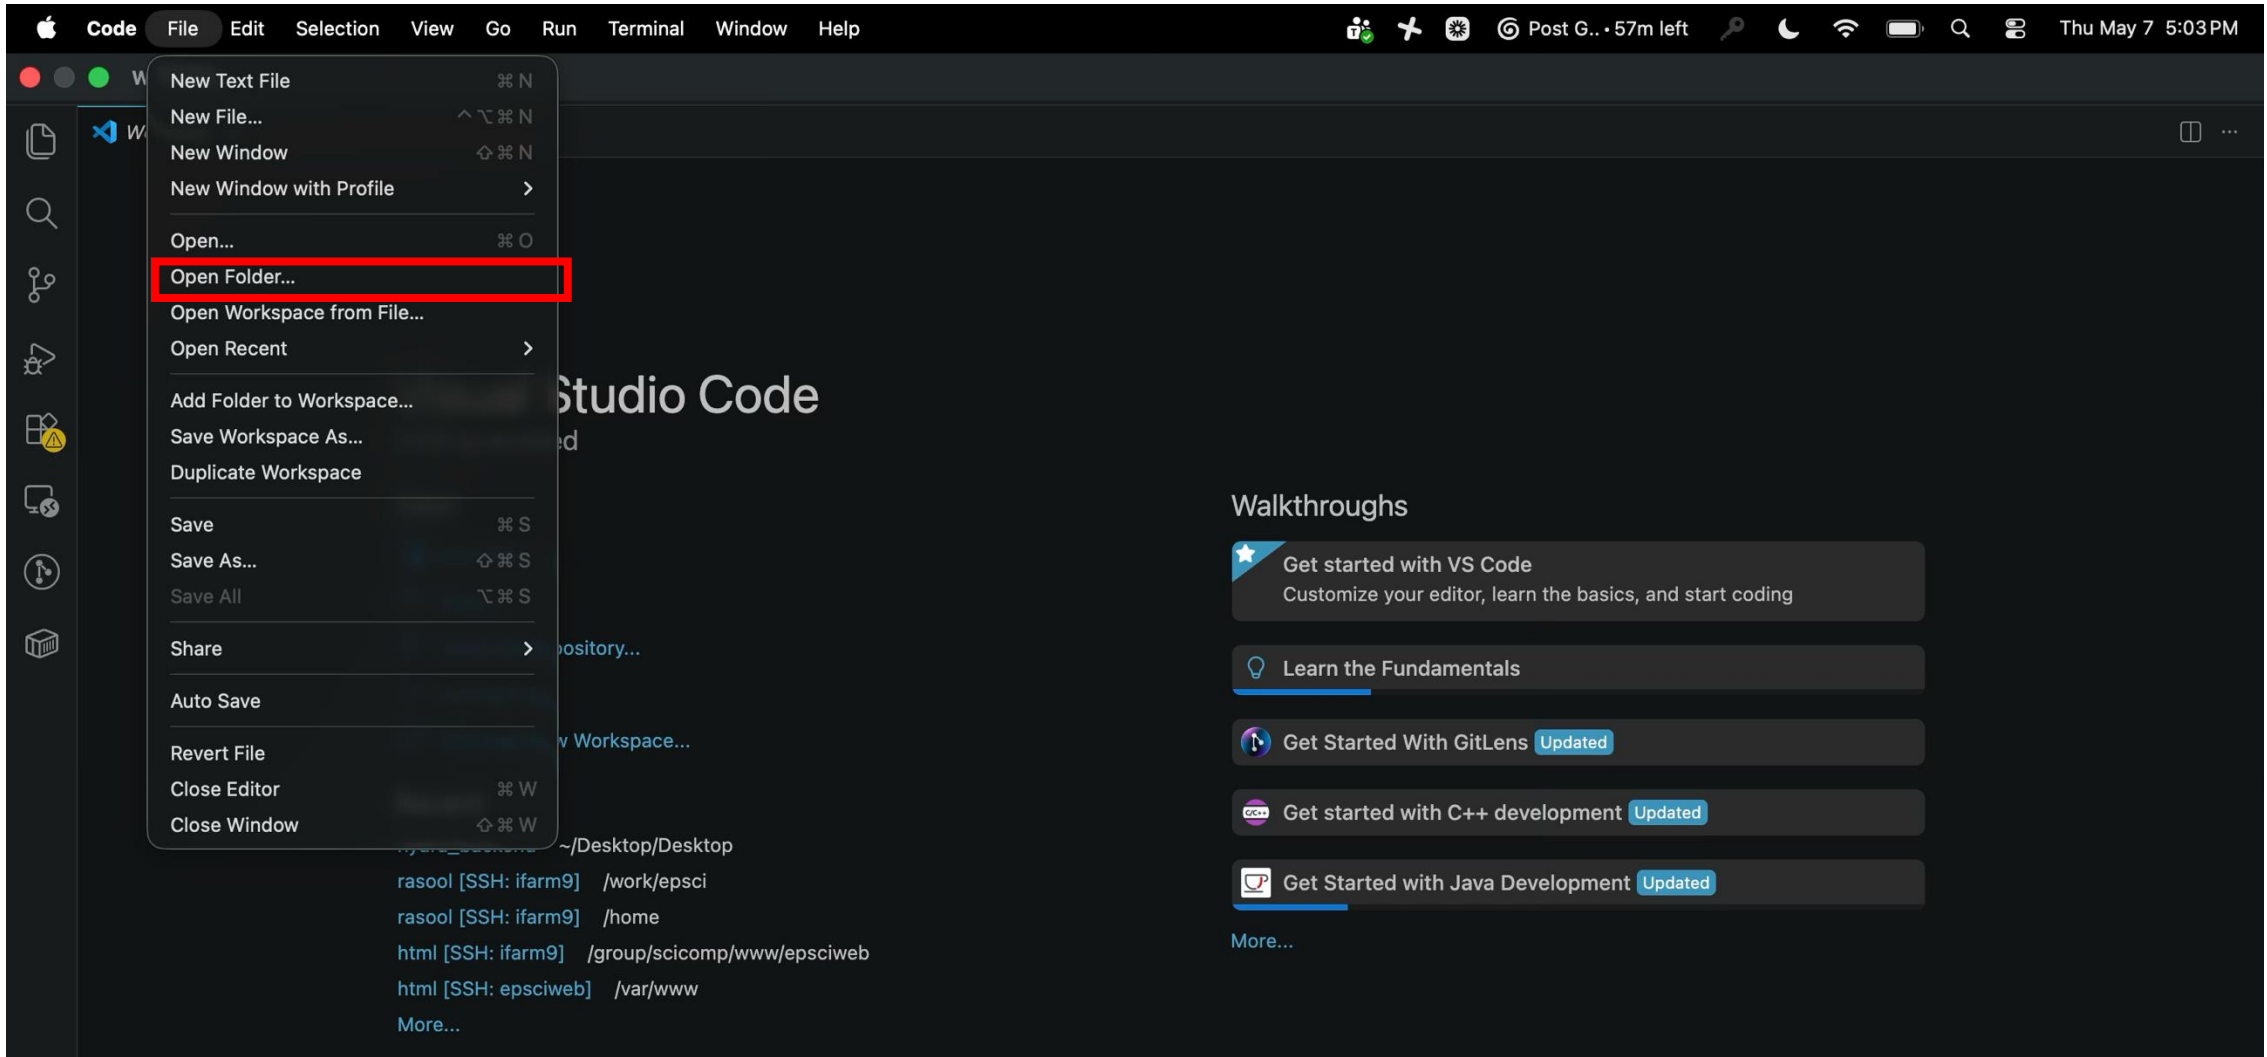 Code File Edit Selection View Go Run Terminal Window Help Post G.. • 57m left Thu May 7 5:03 PM
New Text File ⌘ N
New File... ^⌥⌘ N
New Window ⇧⌘ N
New Window with Profile
Open... ⌘ O
Open Folder...
Open Workspace from File...
Open Recent
Add Folder to Workspace...
Save Workspace As...
Duplicate Workspace
Save ⌘ S
Save As... ⇧⌘ S
Save All ⌥⌘ S
Share
Auto Save
Revert File
Close Editor ⌘ W
Close Window ⇧⌘ W
Studio Code
Workspace...
~/Desktop/Desktop
rasool [SSH: ifarm9] /work/epsci
rasool [SSH: ifarm9] /home
html [SSH: ifarm9] /group/scicomp/www/epsciweb
html [SSH: epsciweb] /var/www
More...
Walkthroughs
Get started with VS Code
Customize your editor, learn the basics, and start coding
Learn the Fundamentals
Get Started With GitLens Updated
C/C++
Get started with C++ development Updated
Get Started with Java Development Updated
More...